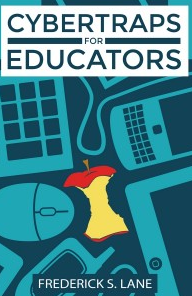 CYBERTRAPS
FOR
EDUCATORS
FREDERICK S. LANE